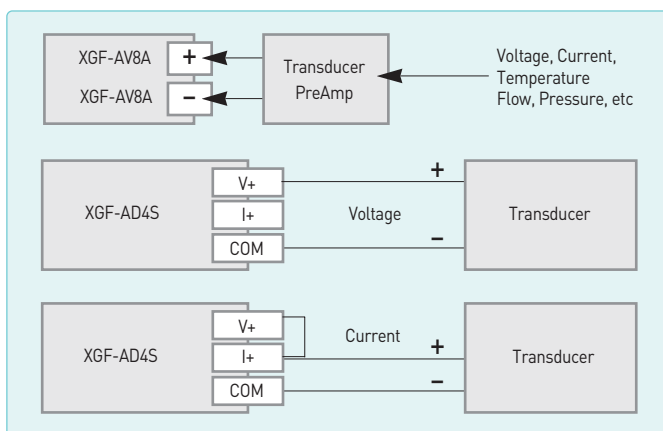 XGF-AV8A
+
XGF-AV8A
−
Transducer
PreAmp
Voltage, Current,
Temperature
Flow, Pressure, etc
XGF-AD4S
V+
I+
COM
Voltage
+
−
Transducer
XGF-AD4S
V+
I+
COM
Current
+
−
Transducer